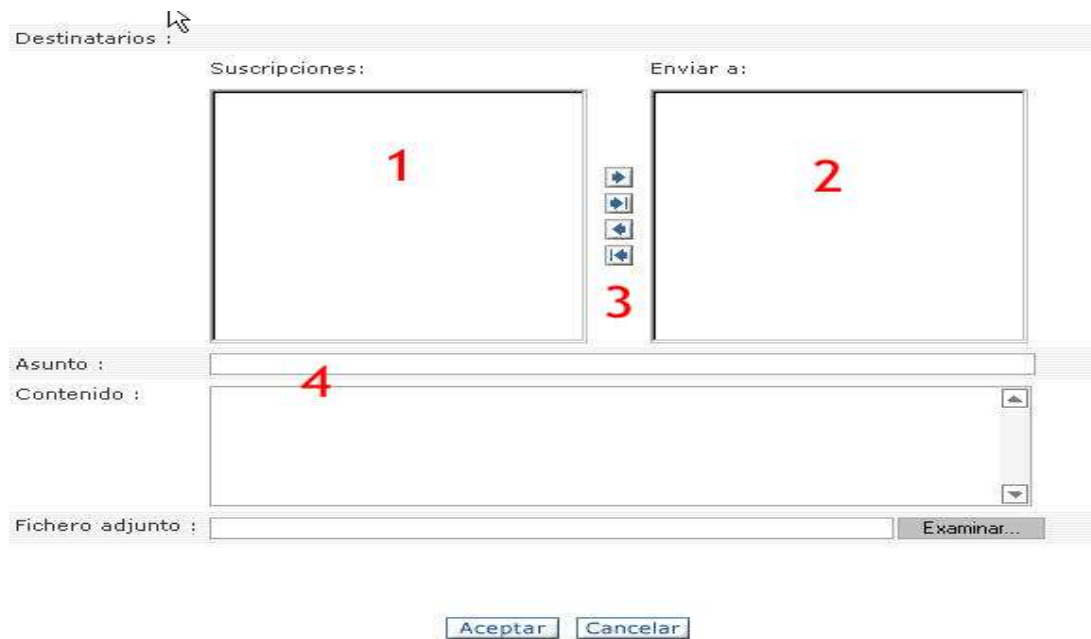 Destinatarios :
Suscripciones: Enviar a:
1 2
3
Asunto :
4
Contenido :
Fichero adjunto : Examinar...
Aceptar Cancelar